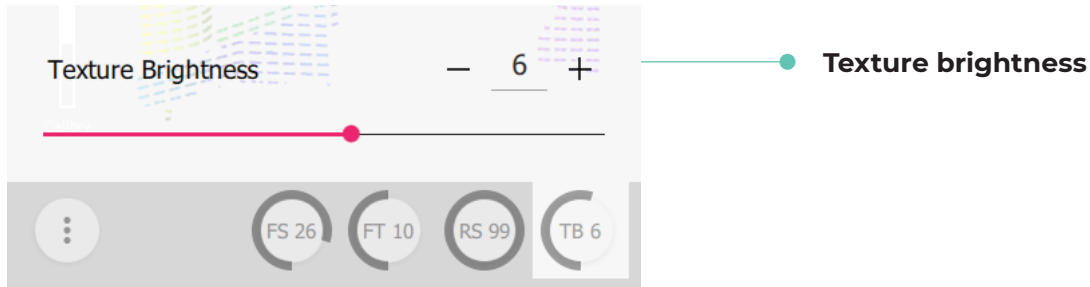 Texture Brightness
− 6 +
Texture brightness
FS 26
FT 10
RS 99
TB 6